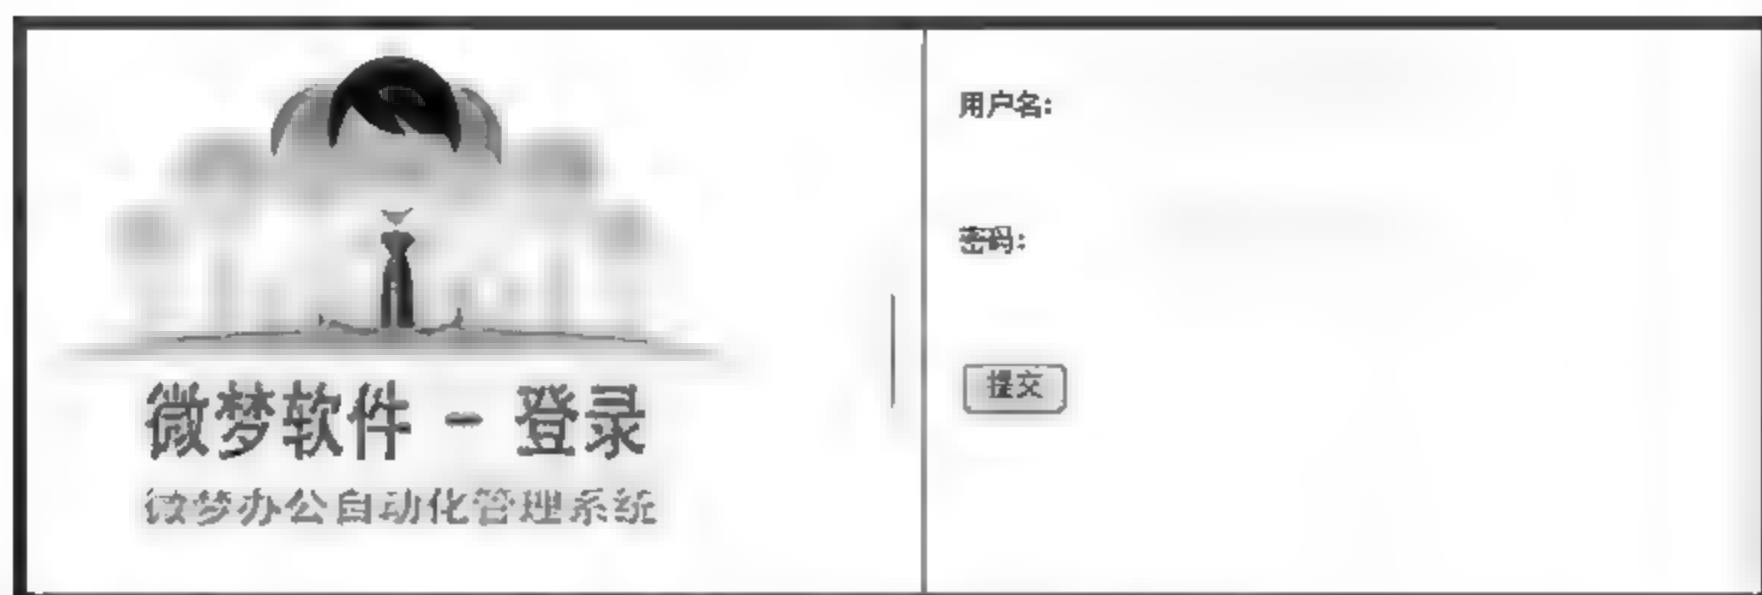 微梦软件 - 登录
微梦办公自动化管理系统
用户名:
密码:
提交